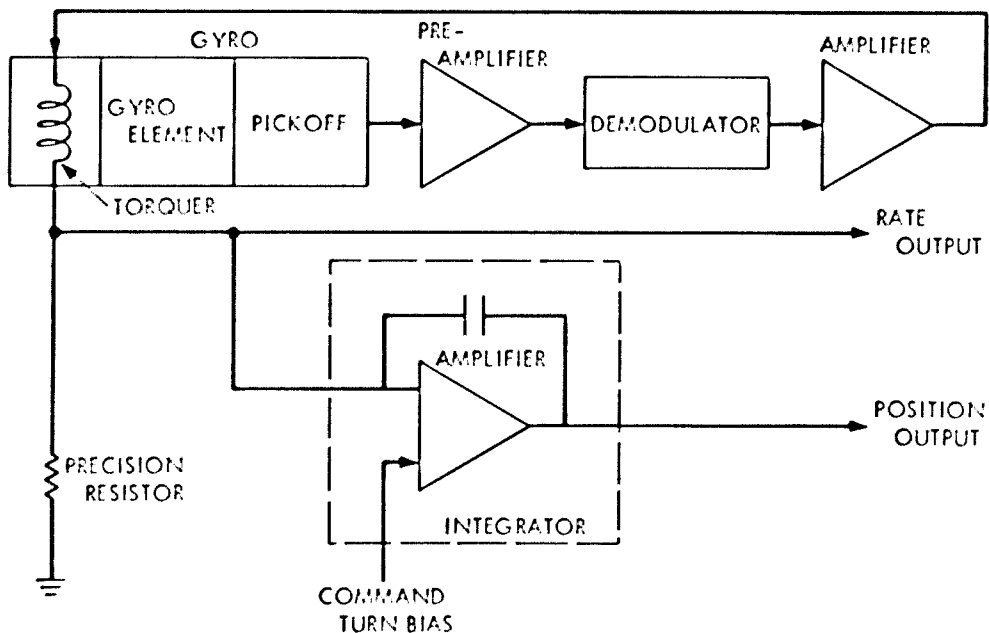 GYRO
PRE-
AMPLIFIER
AMPLIFIER
GYRO
ELEMENT
PICKOFF
DEMODULATOR
TORQUER
RATE
OUTPUT
AMPLIFIER
POSITION
OUTPUT
PRECISION
RESISTOR
INTEGRATOR
COMMAND
TURN BIAS